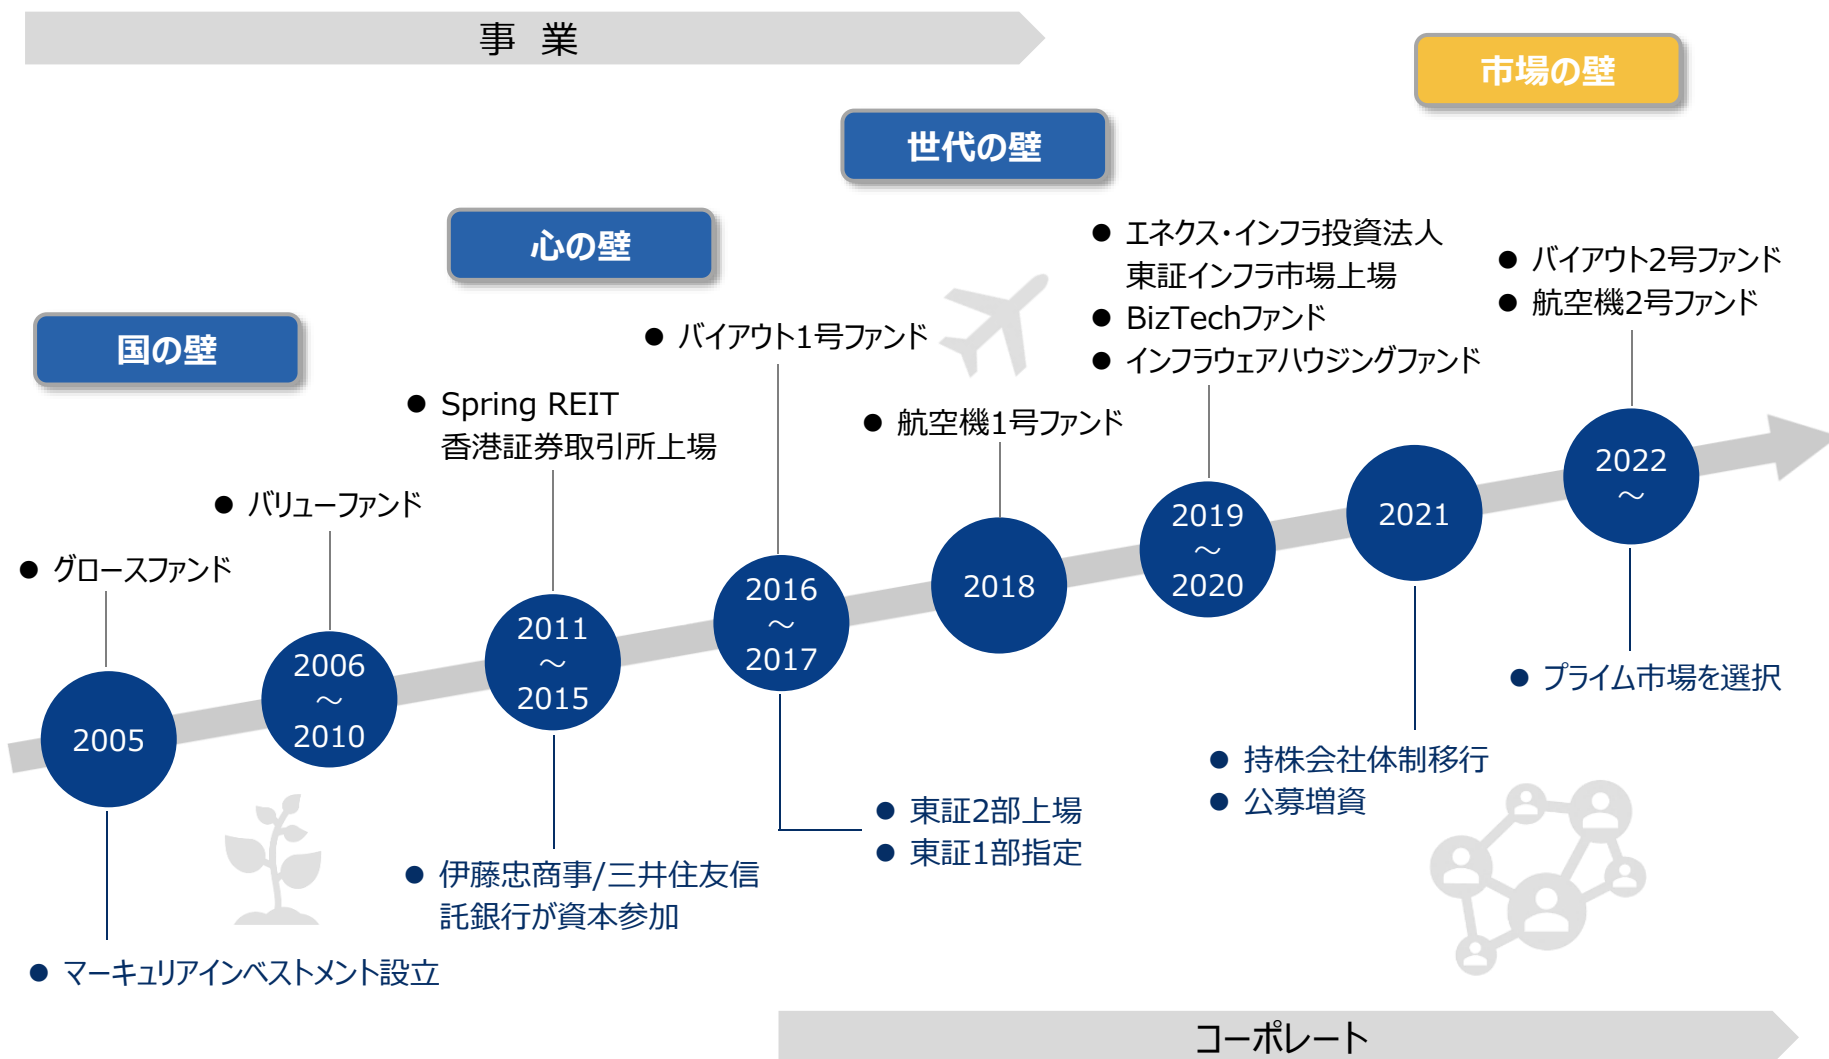 事 業
市場の壁
世代の壁
心の壁
国の壁
● エネクス・インフラ投資法人
東証インフラ市場上場
● BizTechファンド
● インフラウェアハウジングファンド
● バイアウト2号ファンド
● 航空機2号ファンド
● バイアウト1号ファンド
● Spring REIT
香港証券取引所上場
● 航空機1号ファンド
● バリューファンド
● グロースファンド
2005
2006
～
2010
2011
～
2015
2016
～
2017
2018
2019
～
2020
2021
2022
～
● プライム市場を選択
● 持株会社体制移行
● 公募増資
● 東証2部上場
● 東証1部指定
● 伊藤忠商事/三井住友信
託銀行が資本参加
● マーキュリアインベストメント設立
コーポレート